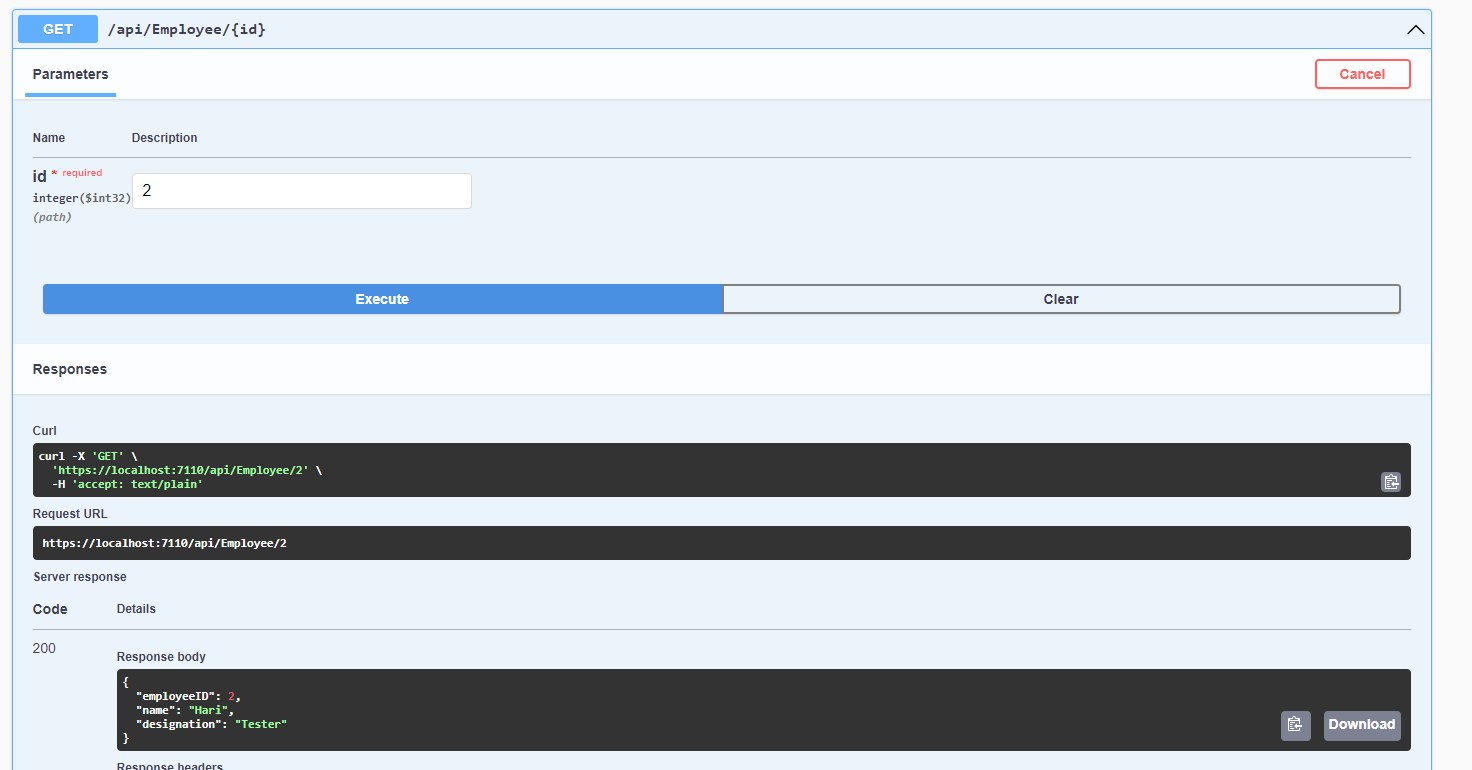 GET /api/Employee/{id}
Parameters
Cancel
Name Description
id * required
integer($int32)
(path)
2
Execute
Clear
Responses
Curl
curl -X 'GET' \
'https://localhost:7110/api/Employee/2' \
-H 'accept: text/plain'
Request URL
https://localhost:7110/api/Employee/2
Server response
Code Details
200
Response body
{
"employeeID": 2,
"name": "Hari",
"designation": "Tester"
}
Download
Response headers